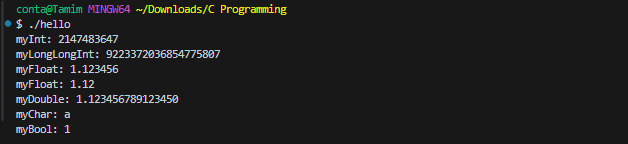 conta@Tamim MINGW64 ~/Downloads/C Programming
$ ./hello
myInt: 2147483647
myLongLongInt: 9223372036854775807
myFloat: 1.123456
myFloat: 1.12
myDouble: 1.123456789123450
myChar: a
myBool: 1